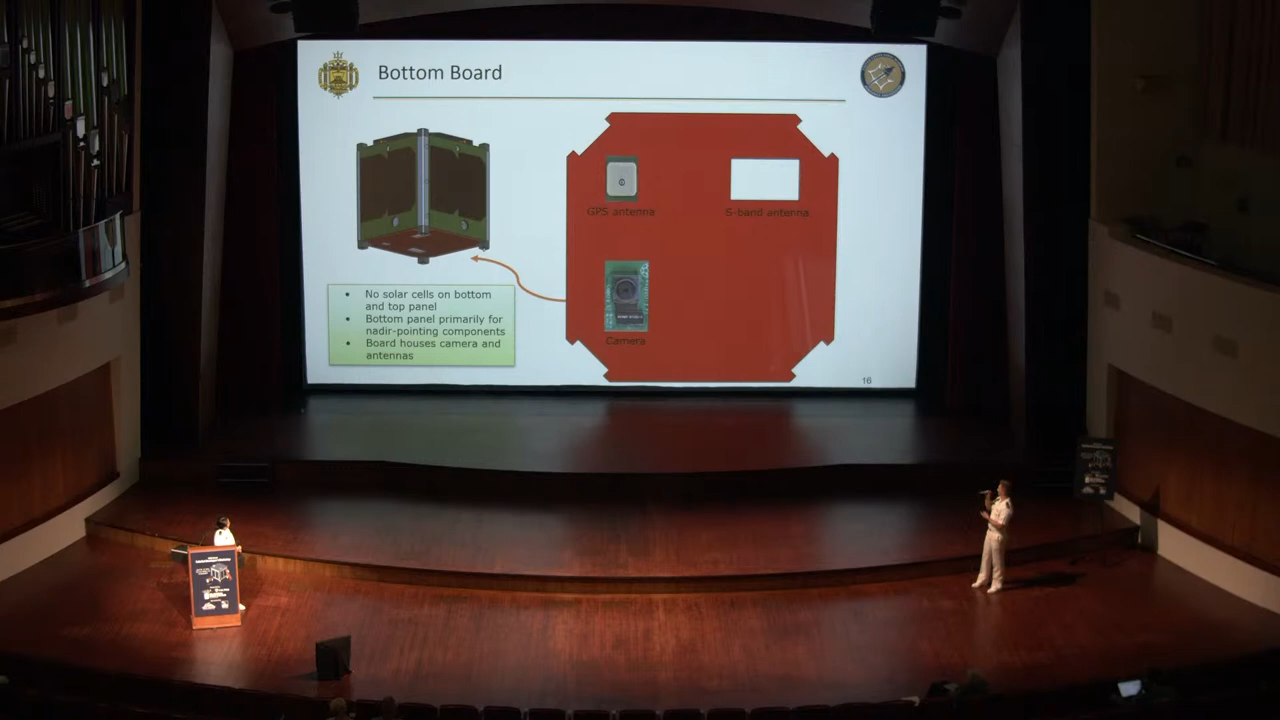 Bottom Board
GPS antenna
S-band antenna
• No solar cells on bottom
and top panel
• Bottom panel primarily for
nadir-pointing components
• Board houses camera and
antennas
Camera
16